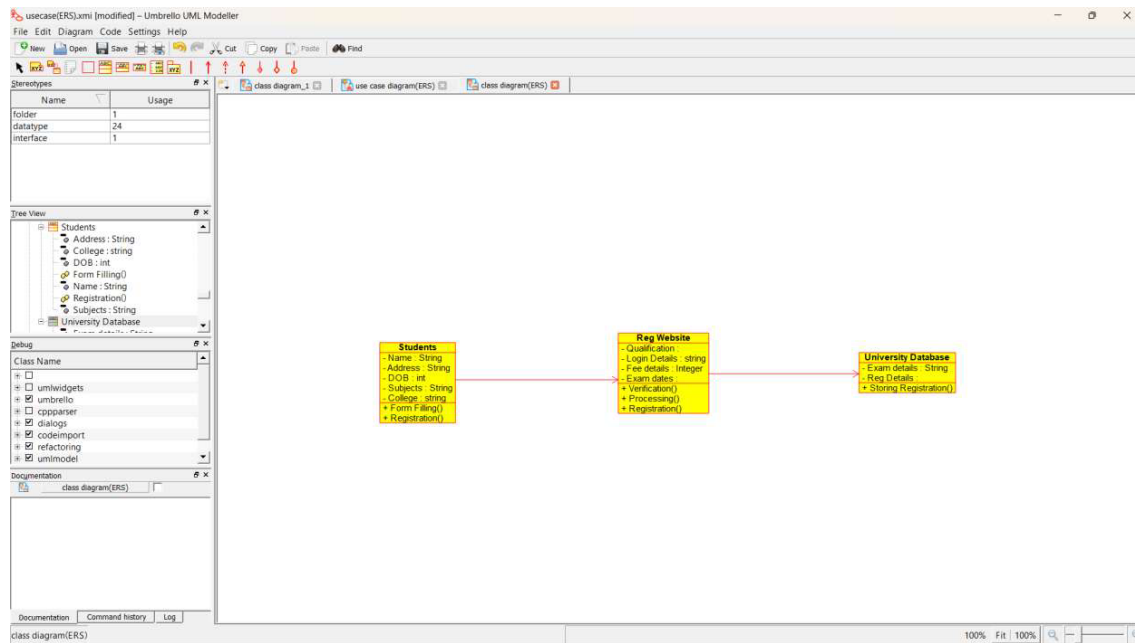 usecase(ERS).xmi [modified] – Umbrello UML Modeller
File Edit Diagram Code Settings Help
New Open Save Cut Copy Paste Find
Stereotypes
class diagram_1 use case diagram(ERS) class diagram(ERS)
Name Usage
folder 1
datatype 24
interface 1
Tree View
Students
Address : String
College : string
DOB : int
Form Filling()
Name : String
Registration()
Subjects : String
University Database
Debug
Class Name
umlwidgets
umbrello
cppparser
dialogs
codeimport
refactoring
umlmodel
Documentation
class diagram(ERS)
Students
- Name : String
- Address : String
- DOB : int
- Subjects : String
- College : string
+ Form Filling()
+ Registration()
Reg Website
- Qualification :
- Login Details : string
- Fee details : Integer
- Exam dates :
+ Verification()
+ Processing()
+ Registration()
University Database
- Exam details : String
- Reg Details :
+ Storing Registration()
Documentation Command history Log
class diagram(ERS) 100% Fit 100%